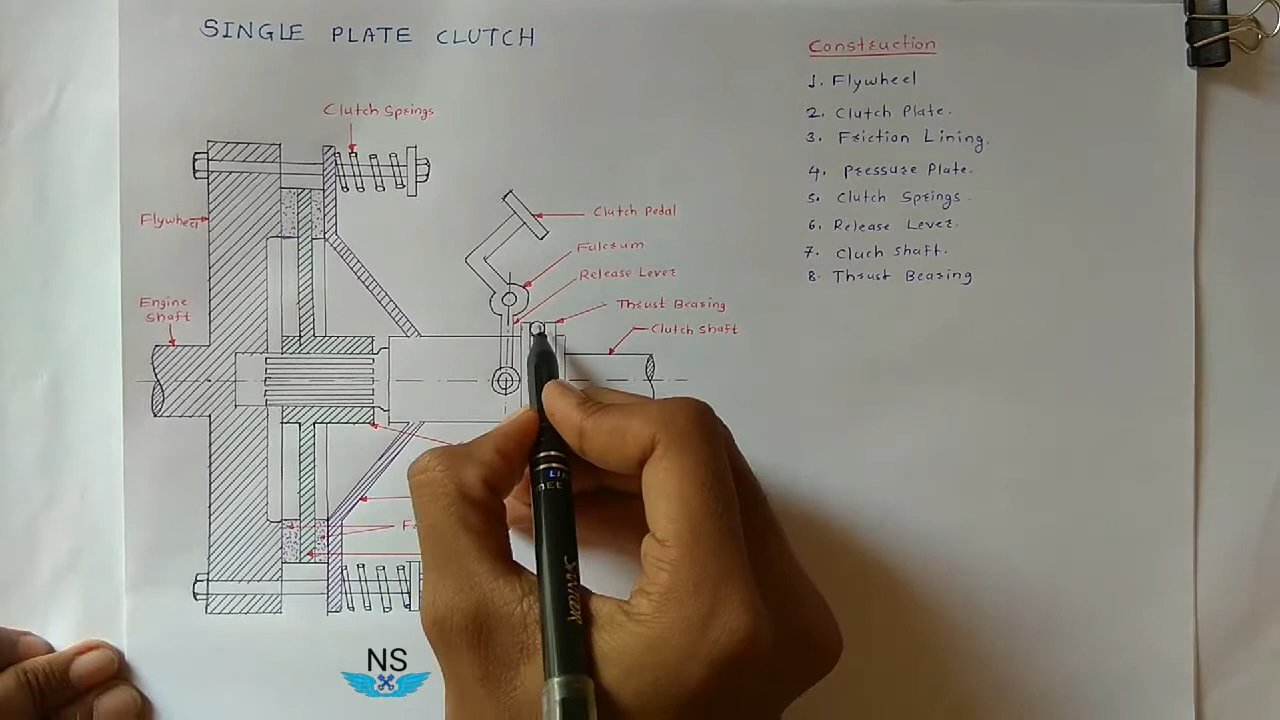 SINGLE PLATE CLUTCH
Construction
1. Flywheel
2. Clutch Plate.
3. Friction Lining.
4. Pressure Plate.
5. Clutch Springs.
6. Release Lever.
7. Cluch shaft.
8. Thrust Bearing
Clutch Springs
Flywheel
Clutch Pedal
Fulcrum
Release Lever
Thrust Bearing
Clutch shaft
Engine
shaft
NS